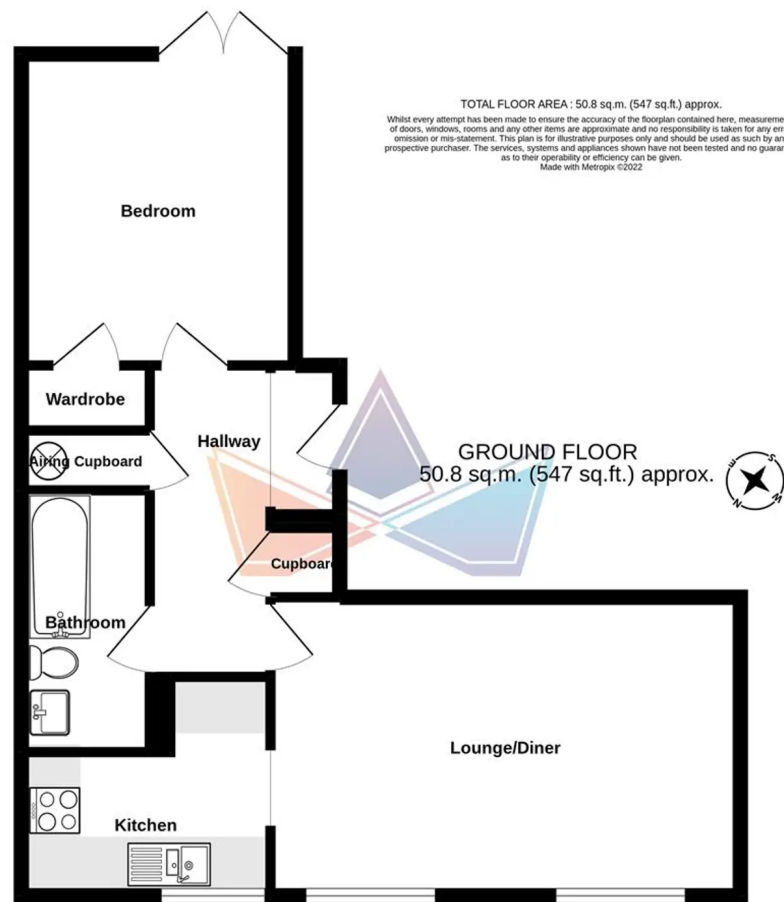 TOTAL FLOOR AREA : 50.8 sq.m. (547 sq.ft.) approx.
Whilst every attempt has been made to ensure the accuracy of the floorplan contained here,
of doors, windows, rooms and any other items are approximate and no responsibility is taken for any
omission or mis-statement. This plan is for illustrative purposes only and should be used as such by
prospective purchaser. The services, systems and appliances shown have not been tested and no
as to their operability or efficiency can be given.
Made with Metropix ©2022
Bedroom
Wardrobe
Hallway
Airing Cupboard
GROUND FLOOR
50.8 sq.m. (547 sq.ft.) approx.
E
S
N
W
Cupboar
Bathroom
Lounge/Diner
Kitchen